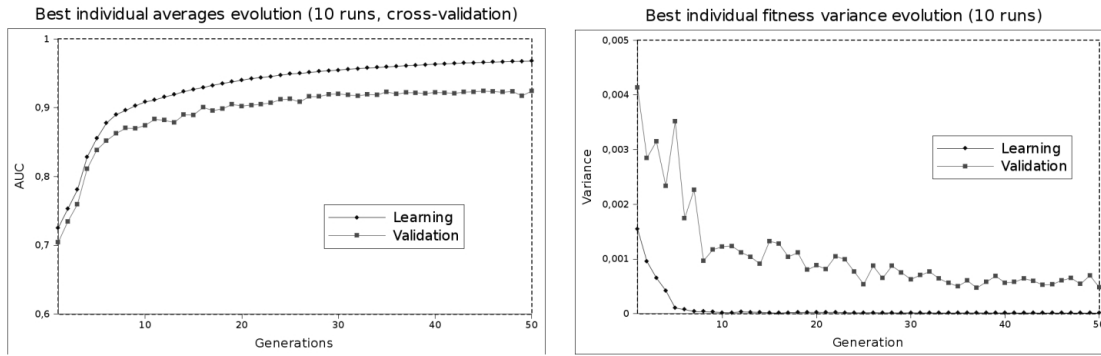 Best individual averages evolution (10 runs, cross-validation)
1
0,9
0,8
0,7
0,6
AUC
10
20
30
40
50
Generations
Learning
Validation
Best individual fitness variance evolution (10 runs)
0,005
0,004
0,003
0,002
0,001
0
Variance
10
20
30
40
50
Generation
Learning
Validation